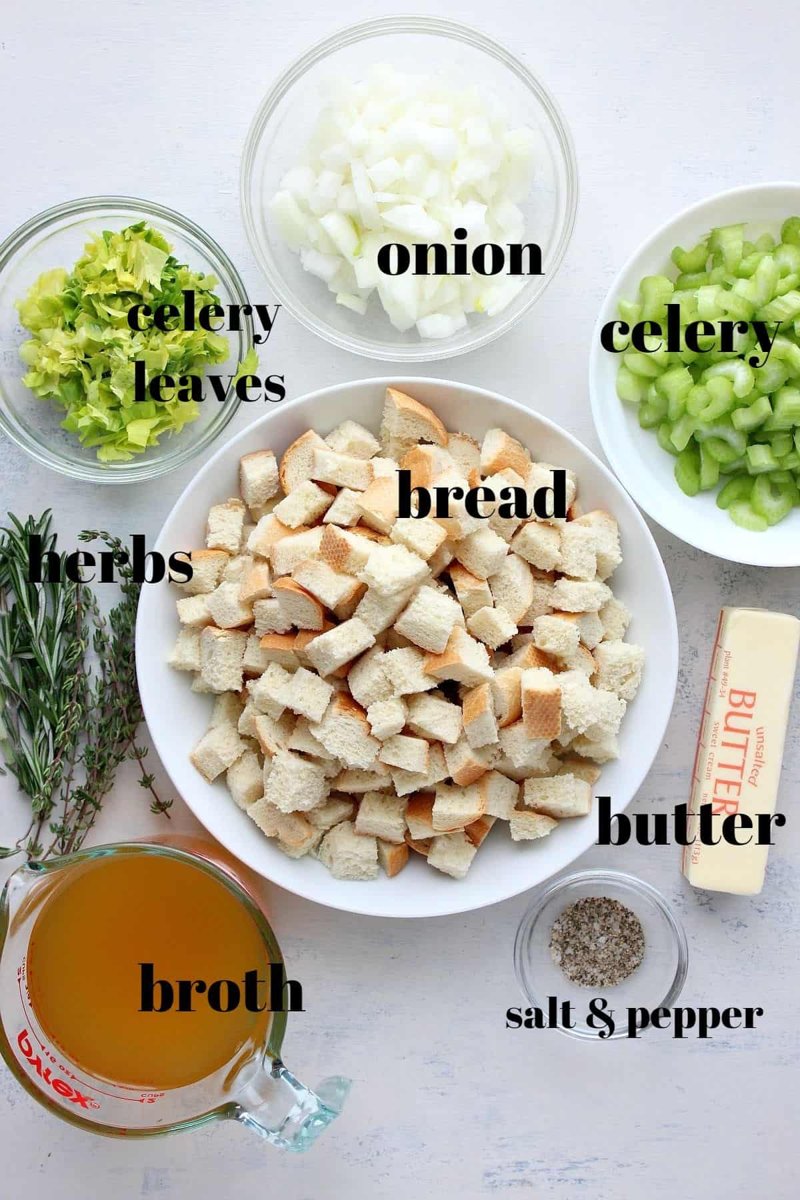 onion
celery
leaves
celery
bread
herbs
unsalted
BUTTER
sweet cream
butter
broth
salt & pepper
pyrex